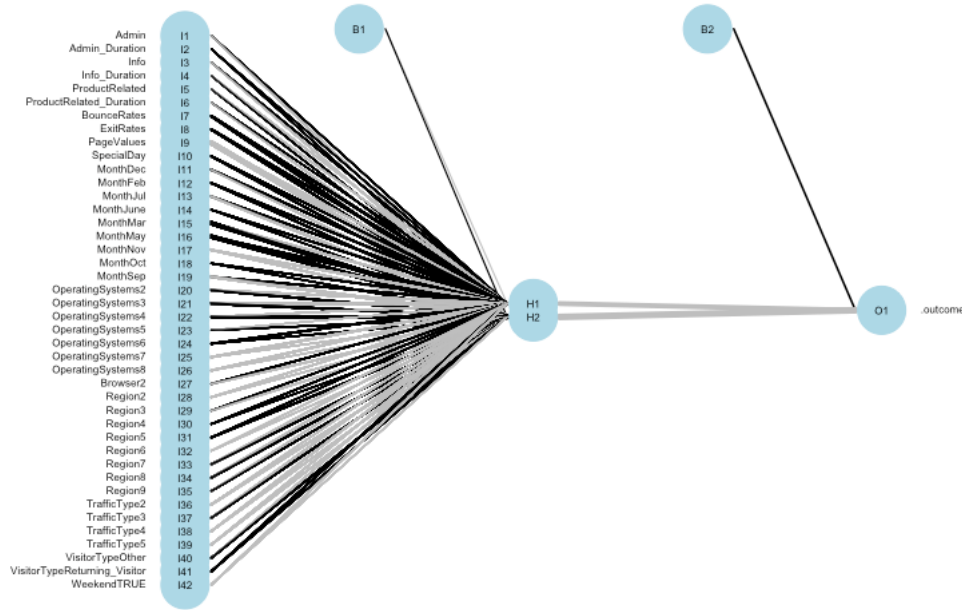 B1
B2
Admin I1
Admin_Duration I2
Info I3
Info_Duration I4
ProductRelated I5
ProductRelated_Duration I6
BounceRates I7
ExitRates I8
PageValues I9
SpecialDay I10
MonthDec I11
MonthFeb I12
MonthJul I13
MonthJune I14
MonthMar I15
MonthMay I16
MonthNov I17
MonthOct I18
MonthSep I19
OperatingSystems2 I20
OperatingSystems3 I21
OperatingSystems4 I22
OperatingSystems5 I23
OperatingSystems6 I24
OperatingSystems7 I25
OperatingSystems8 I26
Browser2 I27
Region2 I28
Region3 I29
Region4 I30
Region5 I31
Region6 I32
Region7 I33
Region8 I34
Region9 I35
TrafficType2 I36
TrafficType3 I37
TrafficType4 I38
TrafficType5 I39
VisitorTypeOther I40
VisitorTypeReturning_Visitor I41
WeekendTRUE I42
H1
H2
O1 .outcome